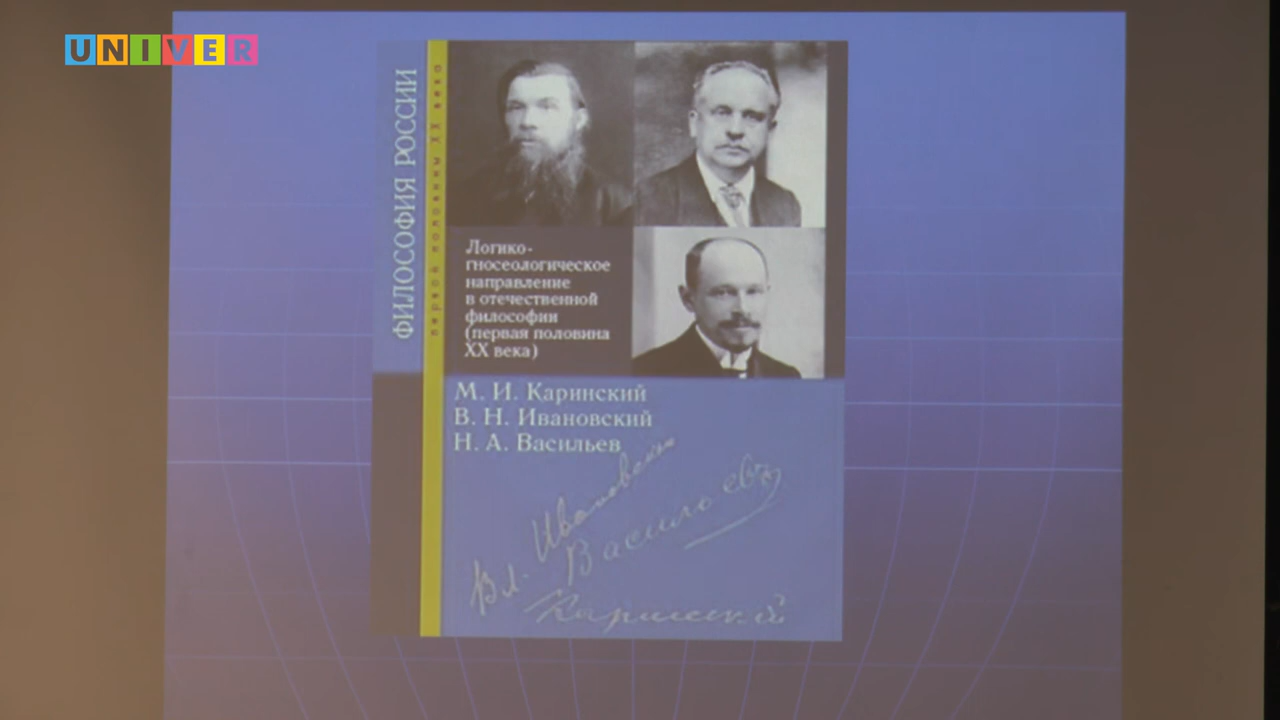 UNIVER
ФИЛОСОФИЯ РОССИИ
первой половины XX века
Логико-
гносеологическое
направление
в отечественной
философии
(первая половина
XX века)
М. И. Каринский
В. Н. Ивановский
Н. А. Васильев
Вл. Ивановский
Васильевъ
Каринский